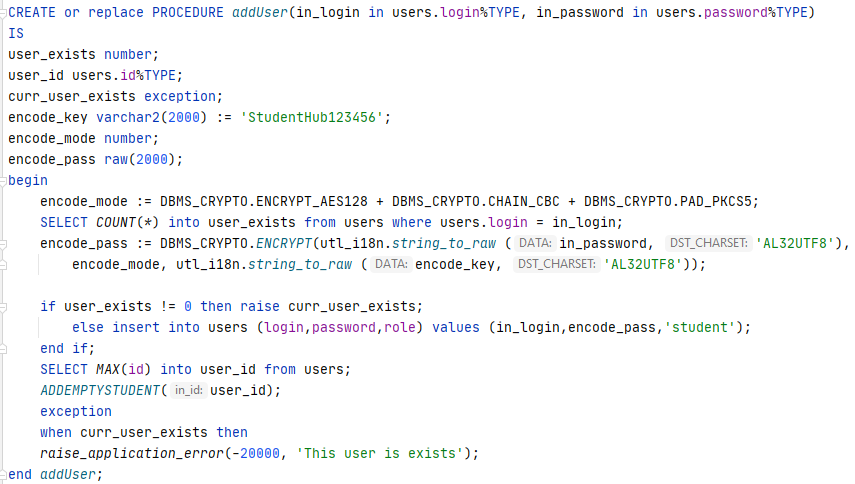 CREATE or replace PROCEDURE addUser(in_login in users.login%TYPE, in_password in users.password%TYPE)
IS
user_exists number;
user_id users.id%TYPE;
curr_user_exists exception;
encode_key varchar2(2000) := 'StudentHub123456';
encode_mode number;
encode_pass raw(2000);
begin
    encode_mode := DBMS_CRYPTO.ENCRYPT_AES128 + DBMS_CRYPTO.CHAIN_CBC + DBMS_CRYPTO.PAD_PKCS5;
    SELECT COUNT(*) into user_exists from users where users.login = in_login;
    encode_pass := DBMS_CRYPTO.ENCRYPT(utl_i18n.string_to_raw ( DATA: in_password, DST_CHARSET: 'AL32UTF8'),
        encode_mode, utl_i18n.string_to_raw ( DATA: encode_key, DST_CHARSET: 'AL32UTF8'));
    if user_exists != 0 then raise curr_user_exists;
        else insert into users (login,password,role) values (in_login,encode_pass,'student');
    end if;
    SELECT MAX(id) into user_id from users;
    ADDEMPTYSTUDENT( in_id: user_id);
    exception
    when curr_user_exists then
    raise_application_error(-20000, 'This user is exists');
end addUser;